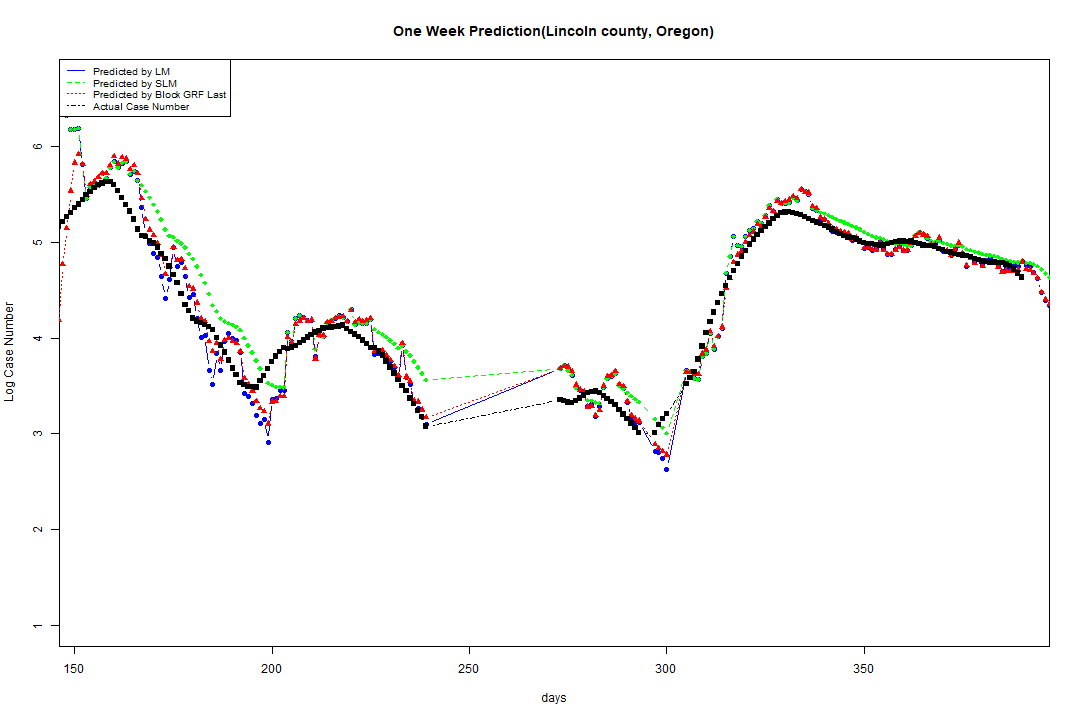 One Week Prediction(Lincoln county, Oregon)
Predicted by LM
Predicted by SLM
Predicted by Block GRF Last
Actual Case Number
6
5
4
3
2
1
Log Case Number
150 200 250 300 350
days